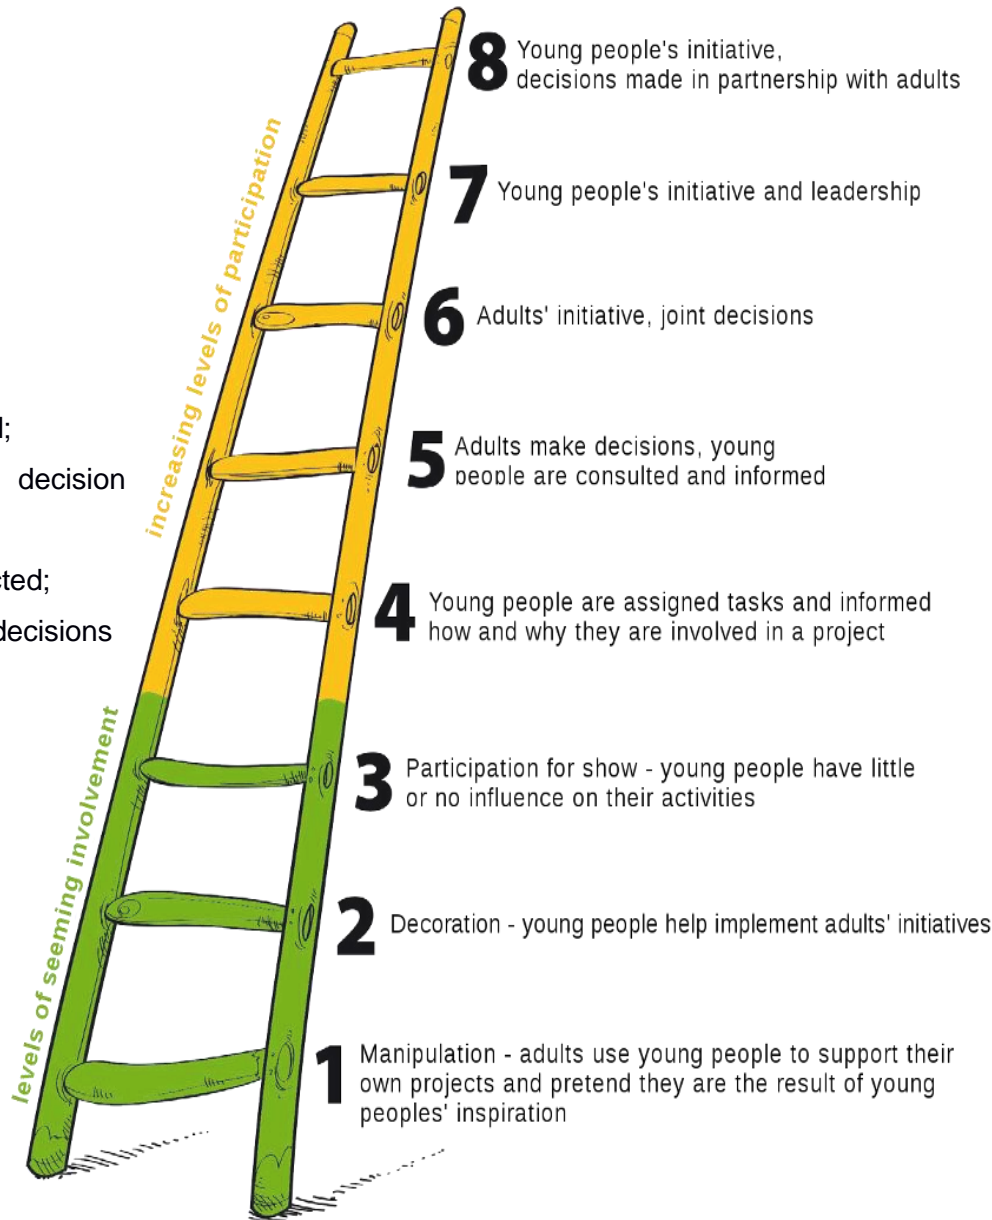 8 Young people's initiative,
decisions made in partnership with adults
7 Young people's initiative and leadership
6 Adults' initiative, joint decisions
5 Adults make decisions, young
people are consulted and informed
4 Young people are assigned tasks and informed
how and why they are involved in a project
3 Participation for show - young people have little
or no influence on their activities
2 Decoration - young people help implement adults' initiatives
1 Manipulation - adults use young people to support their
own projects and pretend they are the result of young
peoples' inspiration
increasing levels of participation
levels of seeming involvement
decision
decisions